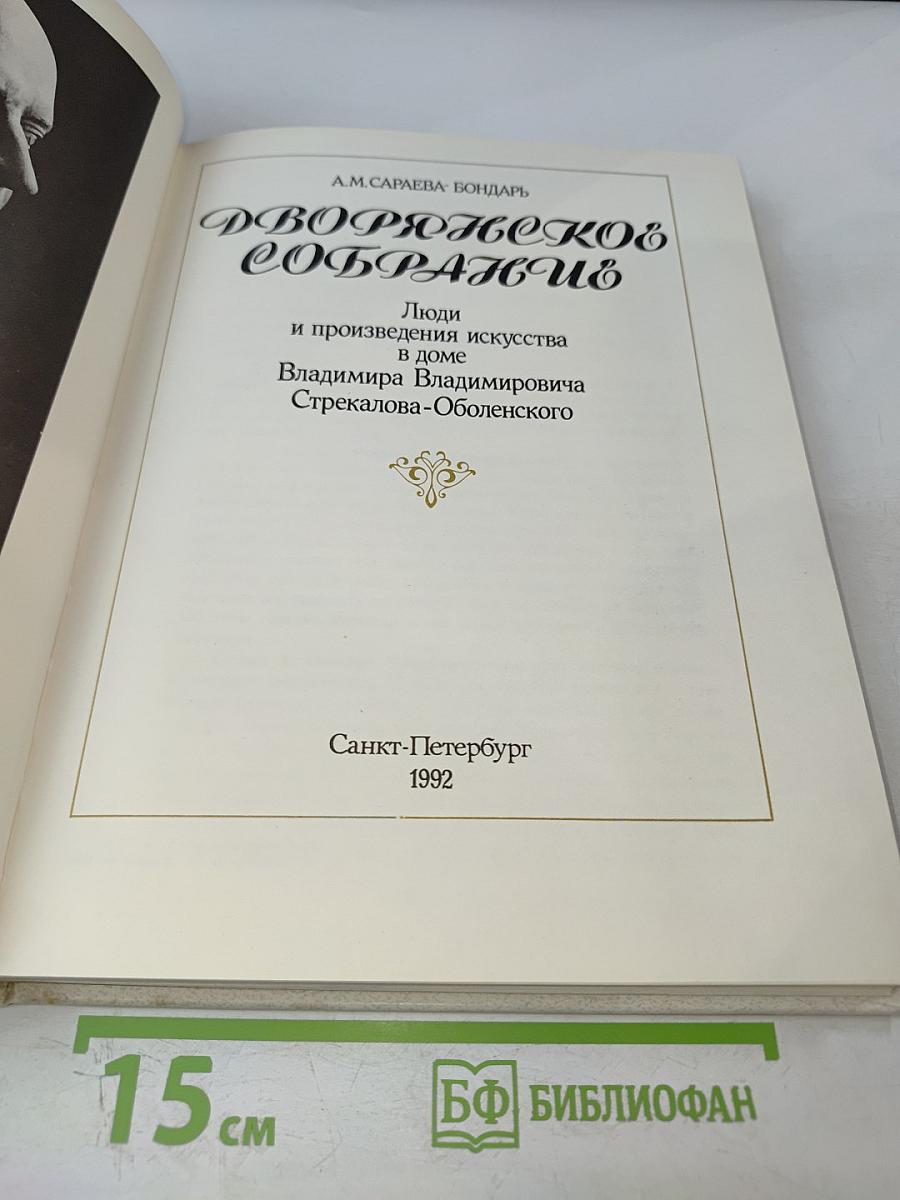 А.М.САРАЕВА-БОНДАРЬ
ДВОРЯНСКОЕ
СОБРАНИЕ
Люди
и произведения искусства
в доме
Владимира Владимировича
Стрекалова-Оболенского
Санкт-Петербург
1992
15 см
БФ БИБЛИОФАН